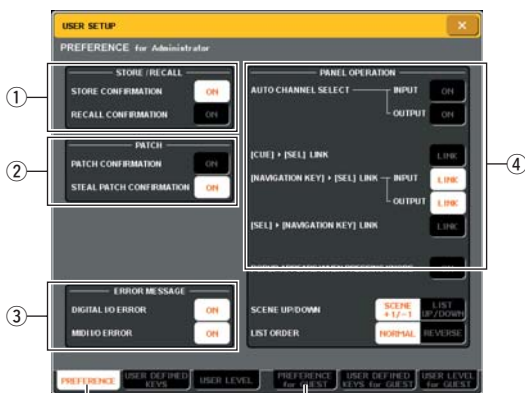 USER SETUP
PREFERENCE for Administrator
STORE/RECALL
STORE CONFIRMATION ON
RECALL CONFIRMATION ON
PATCH
PATCH CONFIRMATION ON
STEAL PATCH CONFIRMATION ON
ERROR MESSAGE
DIGITAL I/O ERROR ON
MIDI I/O ERROR ON
PANEL OPERATION
AUTO CHANNEL SELECT INPUT ON
OUTPUT ON
[CUE] ▸ [SEL] LINK LINK
[NAVIGATION KEY] ▸ [SEL] LINK INPUT LINK
OUTPUT LINK
[SEL] ▸ [NAVIGATION KEY] LINK LINK
ON
SCENE UP/DOWN SCENE +1/-1 LIST UP/DOWN
LIST ORDER NORMAL REVERSE
PREFERENCE USER DEFINED KEYS USER LEVEL PREFERENCE for GUEST USER DEFINED KEYS for GUEST USER LEVEL for GUEST
1
2
3
4